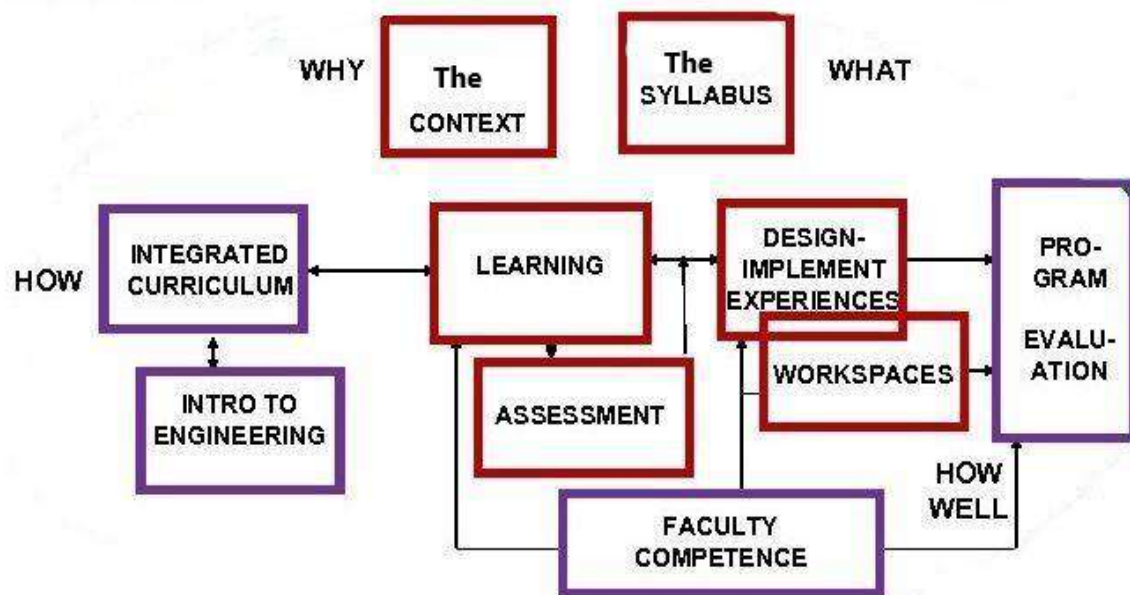 WHY
The
CONTEXT
The
SYLLABUS
WHAT
HOW
INTEGRATED
CURRICULUM
LEARNING
DESIGN-
IMPLEMENT
EXPERIENCES
PRO-
GRAM
EVALU-
ATION
INTRO TO
ENGINEERING
ASSESSMENT
WORKSPACES
FACULTY
COMPETENCE
HOW
WELL